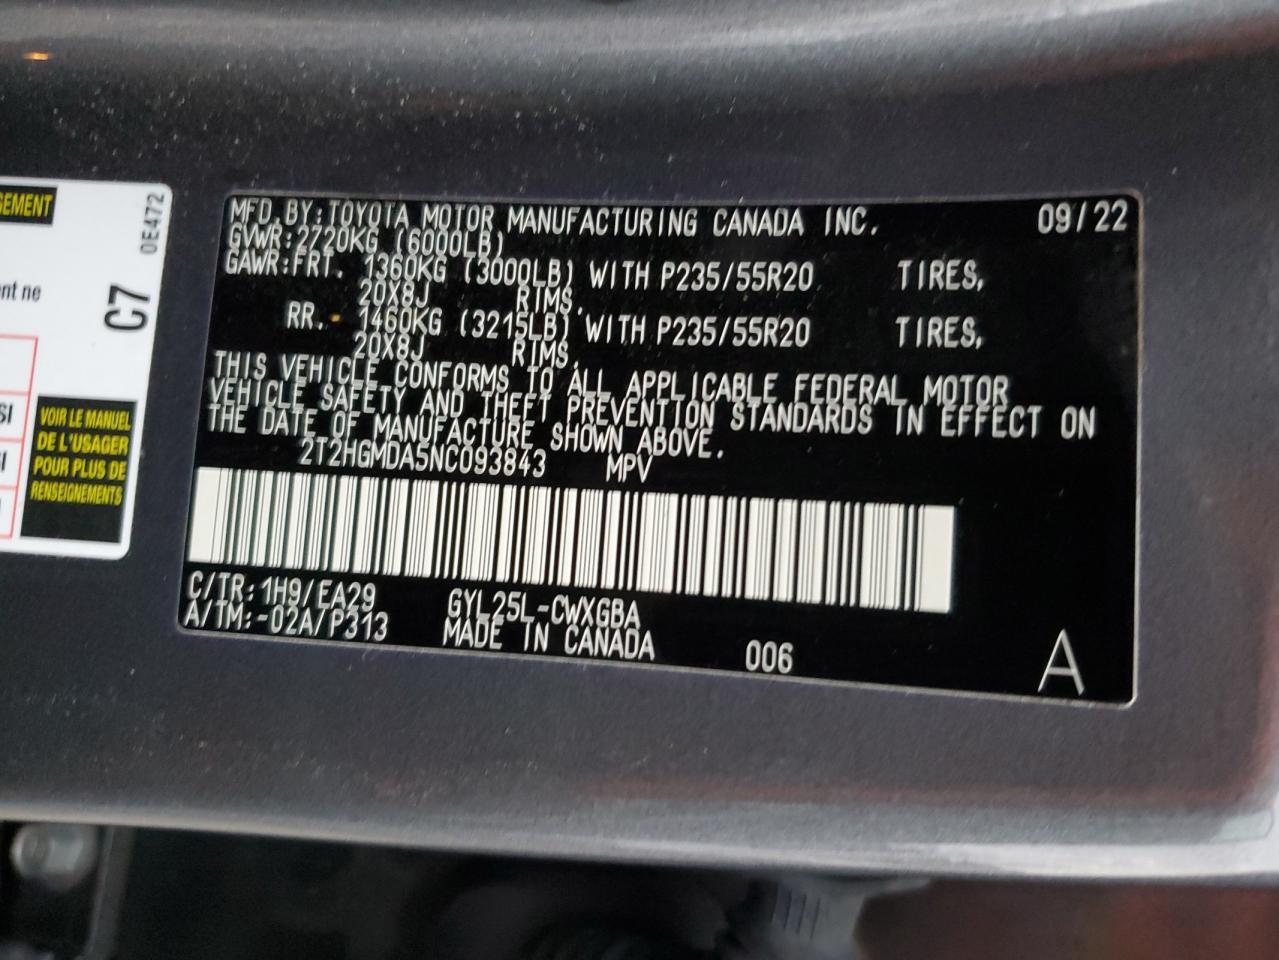 GEMENT
nt ne
0E472
C7
SI
VOIR LE MANUEL
DE L'USAGER
POUR PLUS DE
RENSEIGNEMENTS
MFD.BY:TOYOTA MOTOR MANUFACTURING CANADA INC. 09/22
GVWR:2720KG (6000LB)
GAWR:FRT. 1360KG (3000LB) WITH P235/55R20 TIRES,
20X8J RIMS.
RR. 1460KG (3215LB) WITH P235/55R20 TIRES,
20X8J RIMS.
THIS VEHICLE CONFORMS TO ALL APPLICABLE FEDERAL MOTOR
VEHICLE SAFETY AND THEFT PREVENTION STANDARDS IN EFFECT ON
THE DATE OF MANUFACTURE SHOWN ABOVE.
2T2HGMDA5NC093843 MPV
C/TR:1H9/EA29 GYL25L-CWXGBA
A/TM:-02A/P313 MADE IN CANADA 006 A